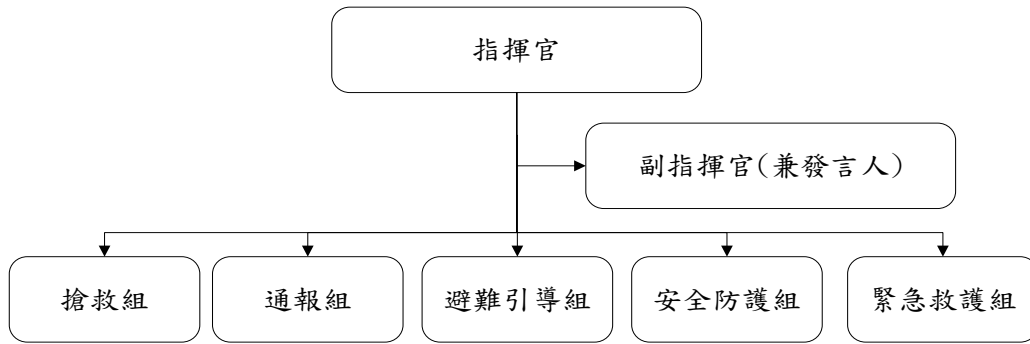 指揮官
副指揮官(兼發言人)
搶救組
通報組
避難引導組
安全防護組
緊急救護組